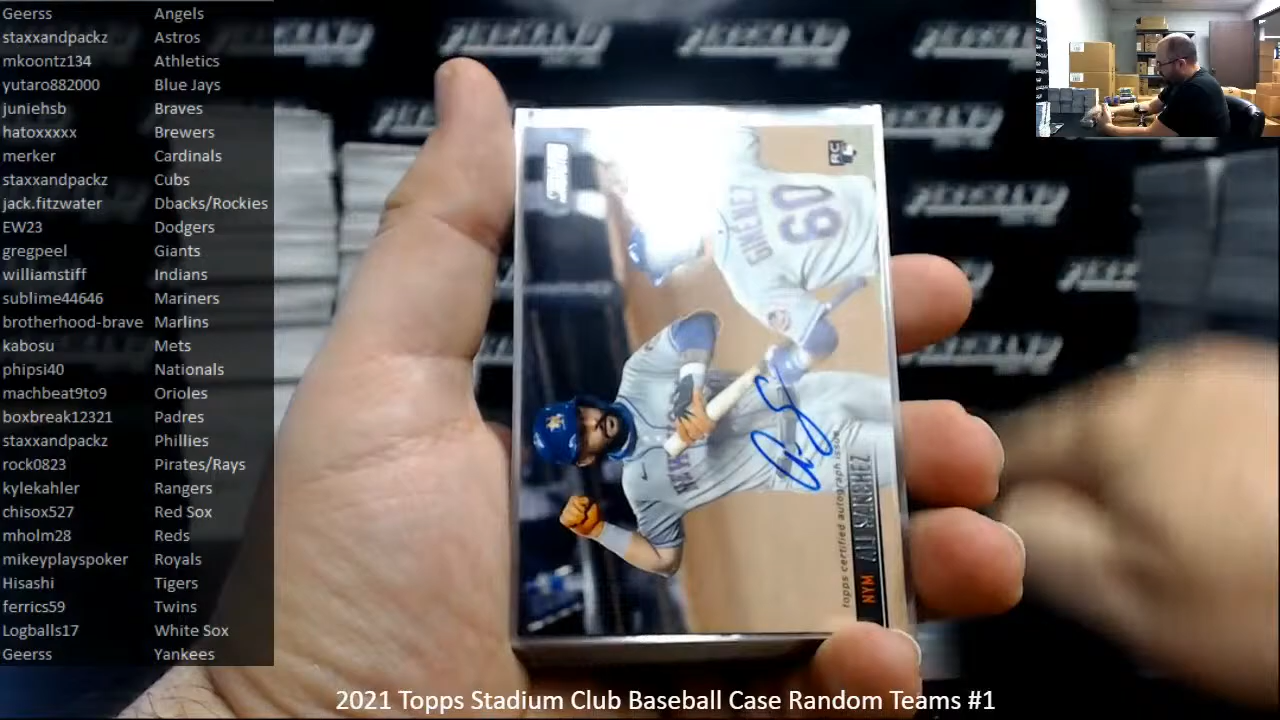 Geerss Angels
staxxandpackz Astros
mkoontz134 Athletics
yutaro882000 Blue Jays
juniehsb Braves
hatoxxxxx Brewers
merker Cardinals
staxxandpackz Cubs
jack.fitzwater Dbacks/Rockies
EW23 Dodgers
gregpeel Giants
williamstiff Indians
sublime44646 Mariners
brotherhood-brave Marlins
kabosu Mets
phipsi40 Nationals
machbeat9to9 Orioles
boxbreak12321 Padres
staxxandpackz Phillies
rock0823 Pirates/Rays
kylekahler Rangers
chisox527 Red Sox
mholm28 Reds
mikeyplayspoker Royals
Hisashi Tigers
ferrics59 Twins
Logballs17 White Sox
Geerss Yankees
RC
GIMÉNEZ
60
topps certified autograph issue
NYM ALI SANCHEZ
2021 Topps Stadium Club Baseball Case Random Teams #1